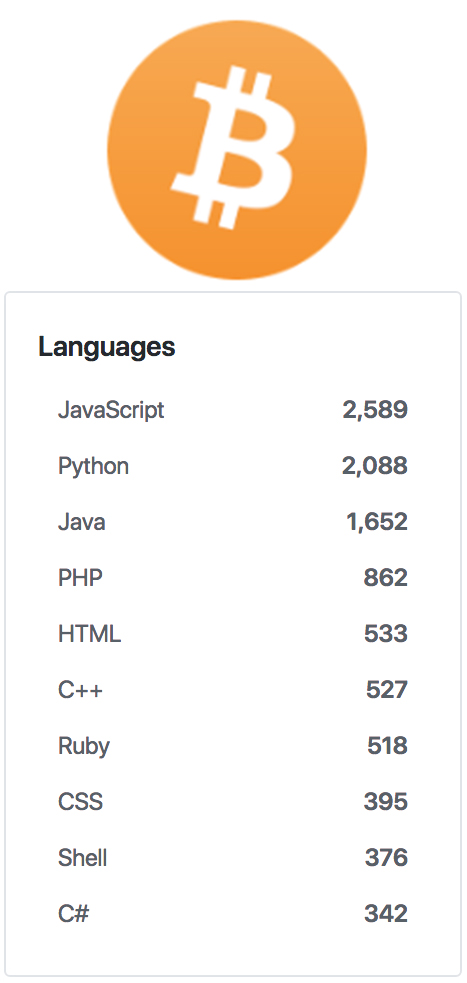 Languages
JavaScript 2,589
Python 2,088
Java 1,652
PHP 862
HTML 533
C++ 527
Ruby 518
CSS 395
Shell 376
C# 342